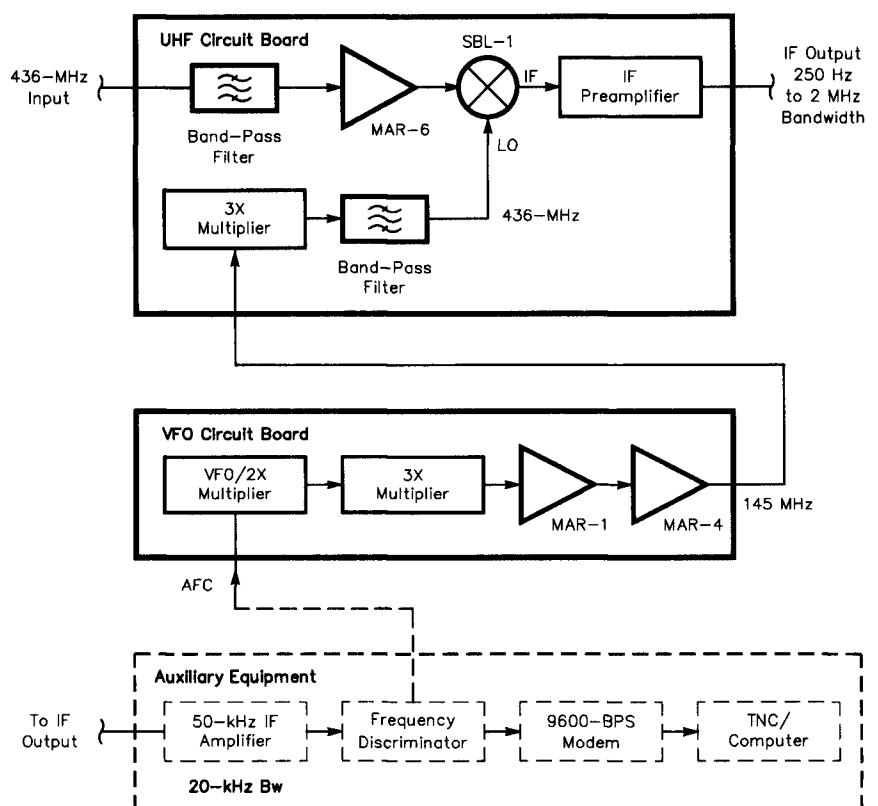 UHF Circuit Board
SBL-1
436-MHz
Input
IF
IF
Preamplifier
IF Output
250 Hz
to 2 MHz
Bandwidth
MAR-6
Band-Pass
Filter
LO
3X
Multiplier
436-MHz
Band-Pass
Filter
VFO Circuit Board
VFO/2X
Multiplier
3X
Multiplier
MAR-1
MAR-4
145 MHz
AFC
Auxiliary Equipment
To IF
Output
50-kHz IF
Amplifier
Frequency
Discriminator
9600-BPS
Modem
TNC/
Computer
20-kHz Bw